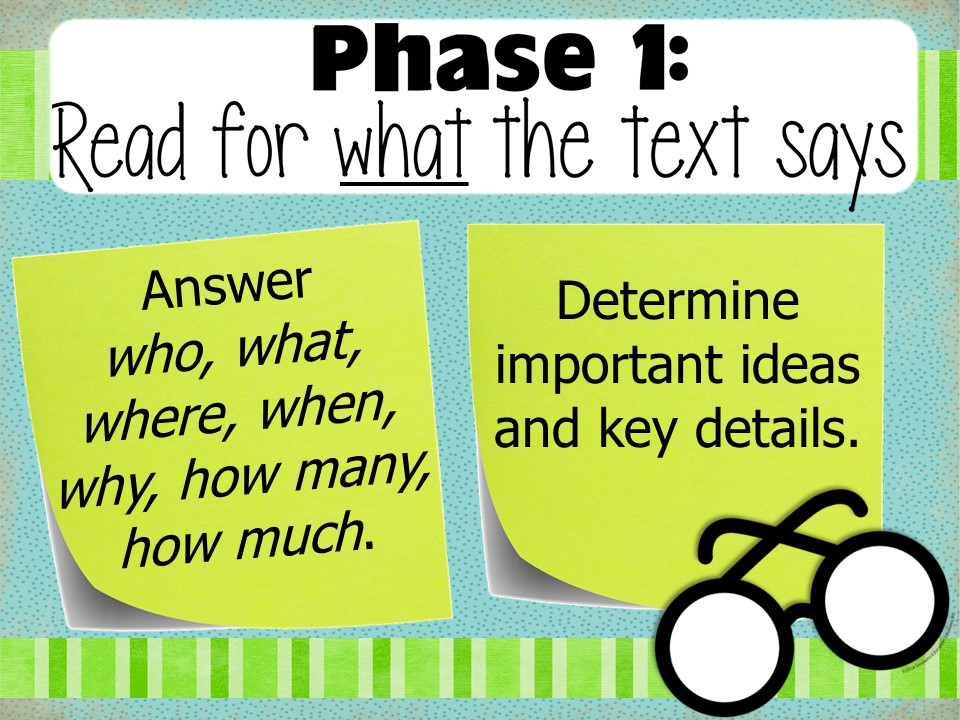 Phase 1:
Read for what the text says
Answer
who, what,
where, when,
why, how many,
how much.
Determine
important ideas
and key details.